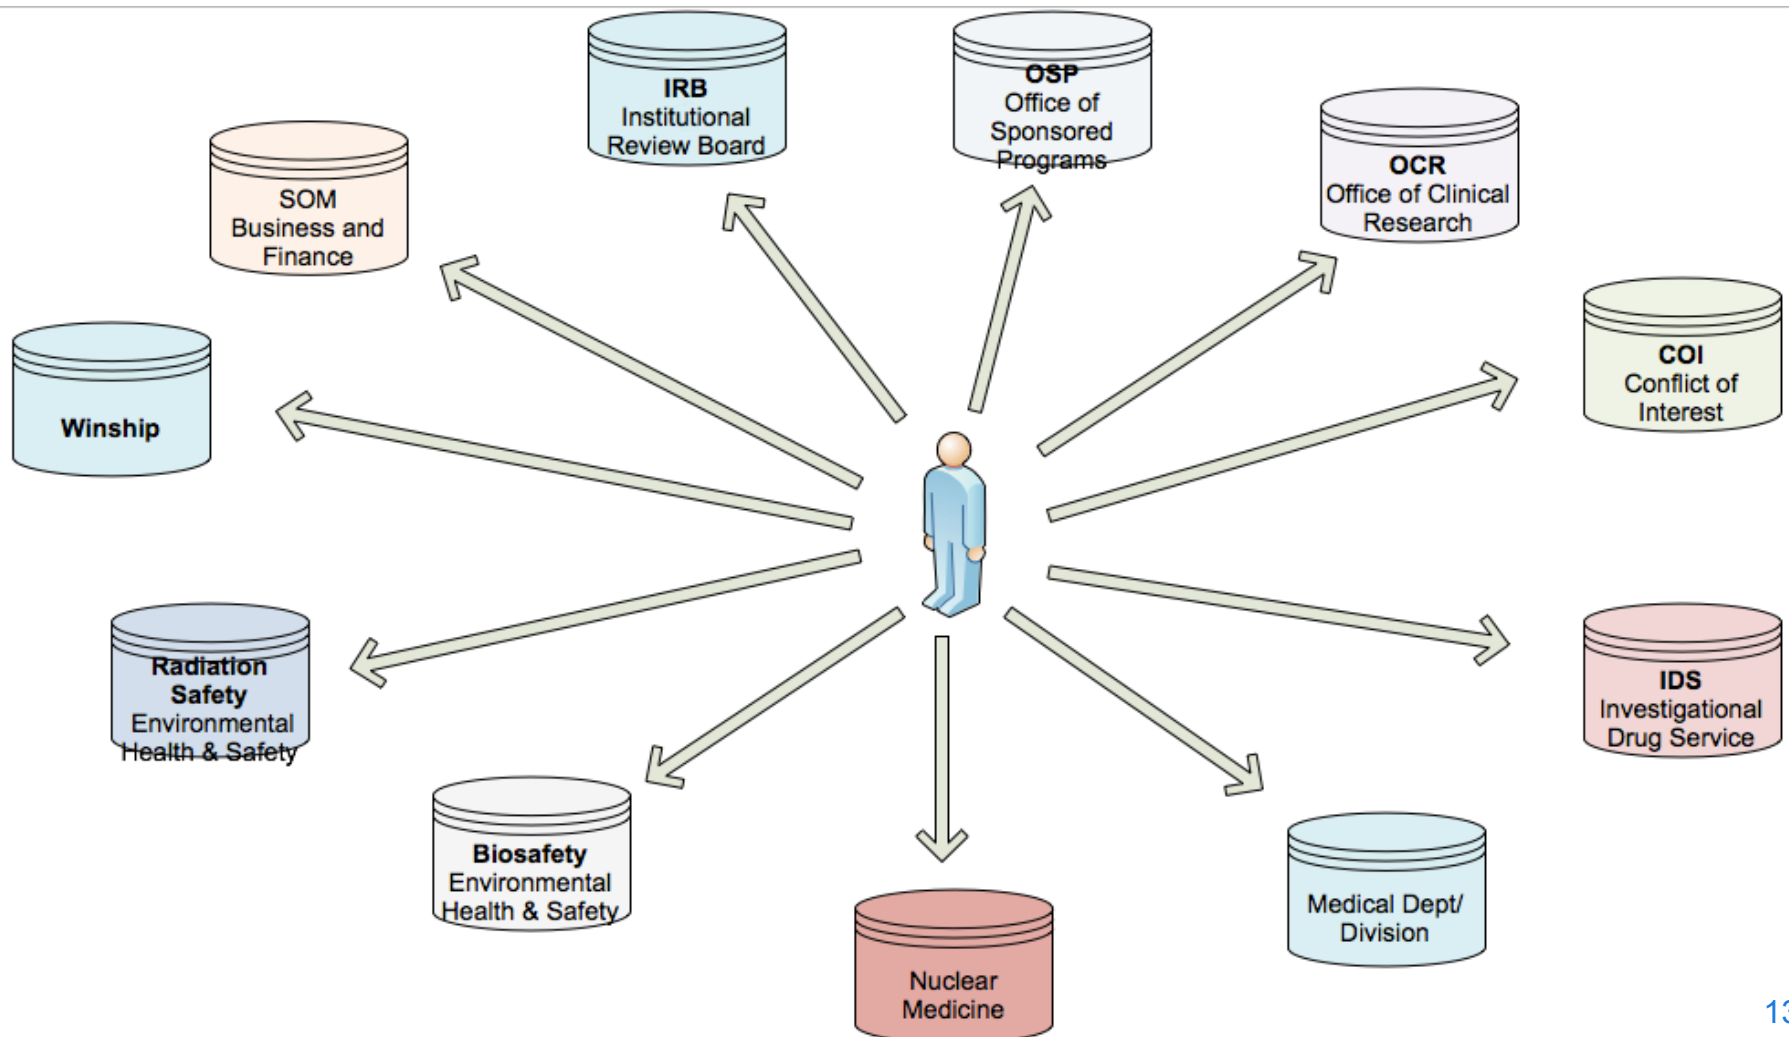 IRB
Institutional
Review Board
OSP
Office of
Sponsored
Programs
OCR
Office of Clinical
Research
SOM
Business and
Finance
COI
Conflict of
Interest
Winship
Radiation
Safety
Environmental
Health & Safety
IDS
Investigational
Drug Service
Biosafety
Environmental
Health & Safety
Medical Dept/
Division
Nuclear
Medicine
13